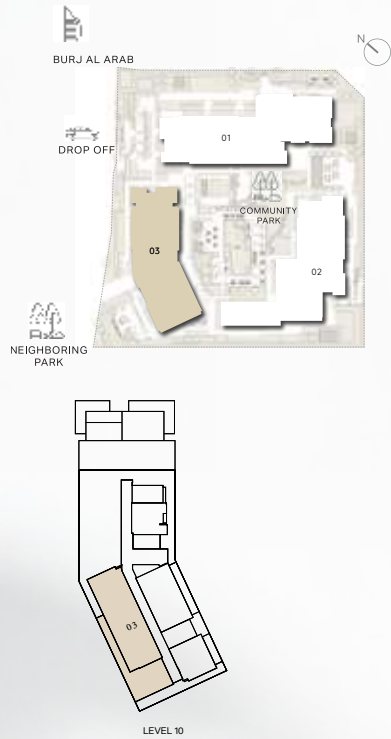 BURJ AL ARAB
N
DROP OFF
01
COMMUNITY
PARK
03
02
NEIGHBORING
PARK
03
LEVEL 10